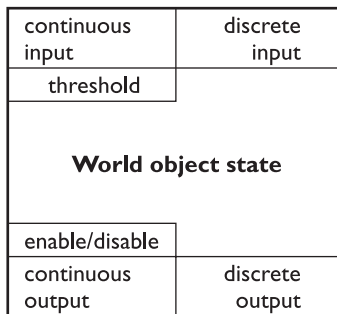 continuous
input
discrete
input
threshold
World object state
enable/disable
continuous
output
discrete
output